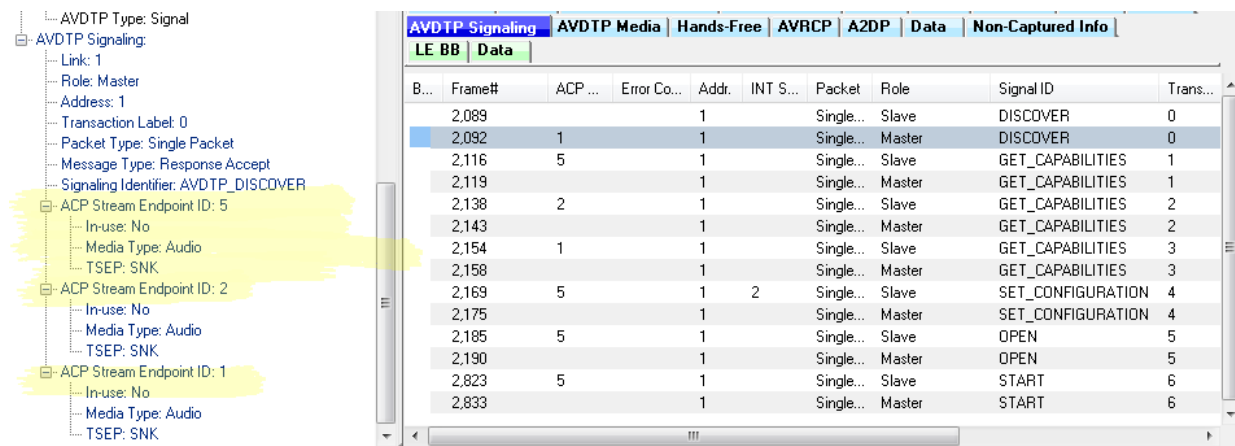 AVDTP Type: Signal
AVDTP Signaling:
Link: 1
Role: Master
Address: 1
Transaction Label: 0
Packet Type: Single Packet
Message Type: Response Accept
Signaling Identifier: AVDTP_DISCOVER
ACP Stream Endpoint ID: 5
In-use: No
Media Type: Audio
TSEP: SNK
ACP Stream Endpoint ID: 2
In-use: No
Media Type: Audio
TSEP: SNK
ACP Stream Endpoint ID: 1
In-use: No
Media Type: Audio
TSEP: SNK
AVDTP Signaling AVDTP Media Hands-Free AVRCP A2DP Data Non-Captured Info
LE BB Data
B... Frame# ACP ... Error Co... Addr. INT S... Packet Role Signal ID Trans...
2,089 1 Single... Slave DISCOVER 0
2,092 1 1 Single... Master DISCOVER 0
2,116 5 1 Single... Slave GET_CAPABILITIES 1
2,119 1 Single... Master GET_CAPABILITIES 1
2,138 2 1 Single... Slave GET_CAPABILITIES 2
2,143 1 Single... Master GET_CAPABILITIES 2
2,154 1 1 Single... Slave GET_CAPABILITIES 3
2,158 1 Single... Master GET_CAPABILITIES 3
2,169 5 1 2 Single... Slave SET_CONFIGURATION 4
2,175 1 Single... Master SET_CONFIGURATION 4
2,185 5 1 Single... Slave OPEN 5
2,190 1 Single... Master OPEN 5
2,823 5 1 Single... Slave START 6
2,833 1 Single... Master START 6